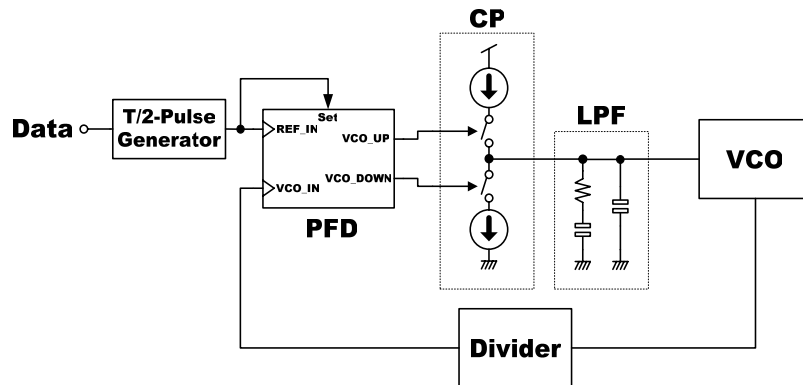 CP
T/2-Pulse
Generator
Data
Set
REF_IN
VCO_UP
VCO_DOWN
VCO_IN
PFD
LPF
VCO
Divider